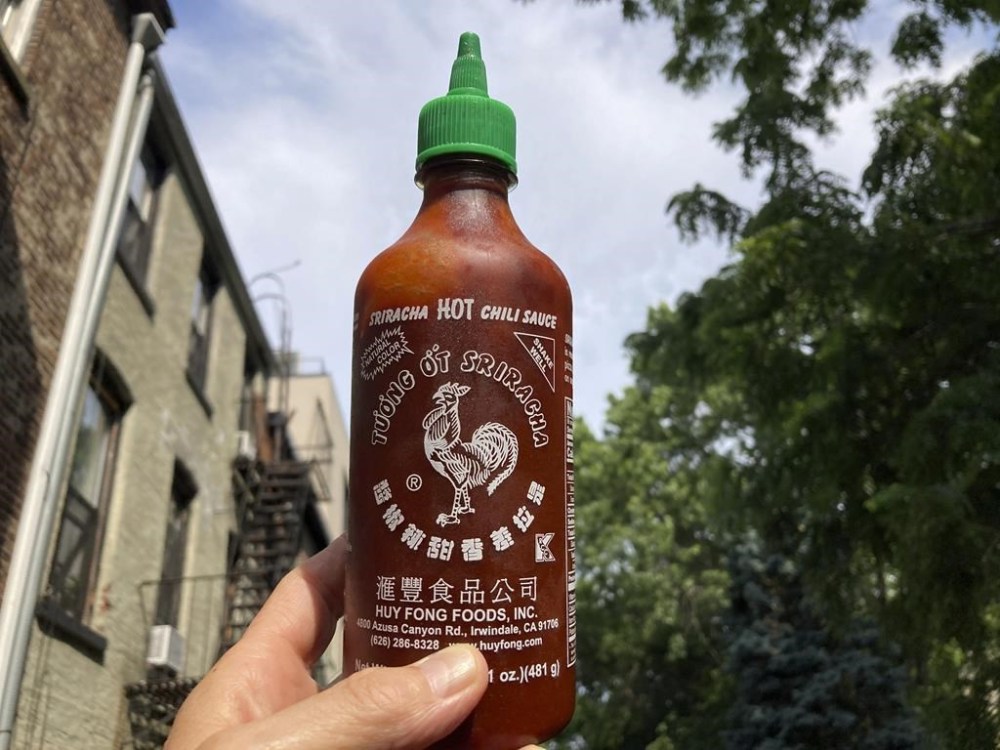 SRIRACHA HOT CHILI SAUCE
NATURAL COLOR
SHAKE WELL
TƯƠNG ỚT SRIRACHA
®
是拉差香甜辣椒醬
K
滙豐食品公司
HUY FONG FOODS, INC.
4800 Azusa Canyon Rd., Irwindale, CA 91706
(626) 286-8328 www.huyfong.com
oz.)(481 g)